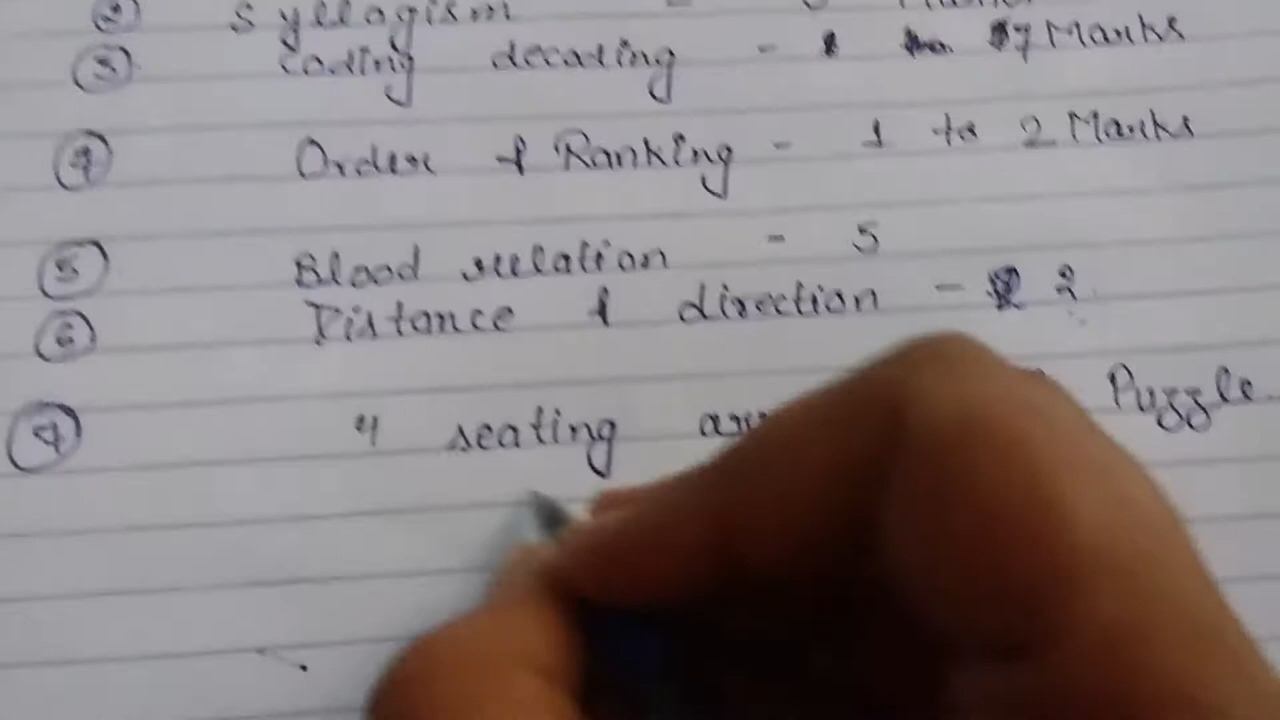 ② Syllogism -
③ Coding decoding - 7 Marks
④ Order & Ranking - 1 to 2 Marks
⑤ Blood relation - 5
⑥ Distance & direction - 2
⑦ 4 seating Puzzle